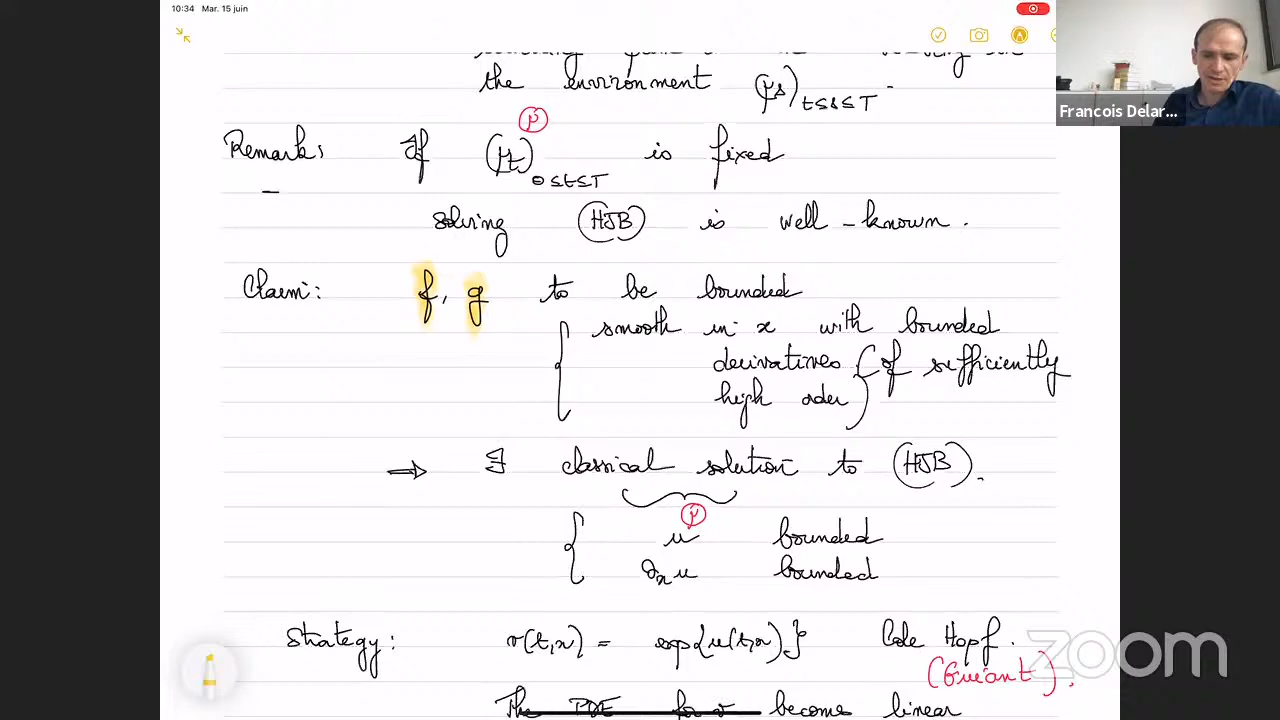 10:34 Mar. 15 juin
the environment (μs)t≤s≤T .
μ
Remark: If (μt)0≤t≤T is fixed
solving (HJB) is well-known.
Claim: f, g to be bounded
smooth in x with bounded
derivatives (of sufficiently
high order)
⇒ ∃ classical solution to (HJB).
μ
u bounded
∂x u bounded
Strategy: v(t,x) = exp{u(t,x)} Cole Hopf.
(Guéant).
The PDE for v become linear
Francois Delar...
zoom